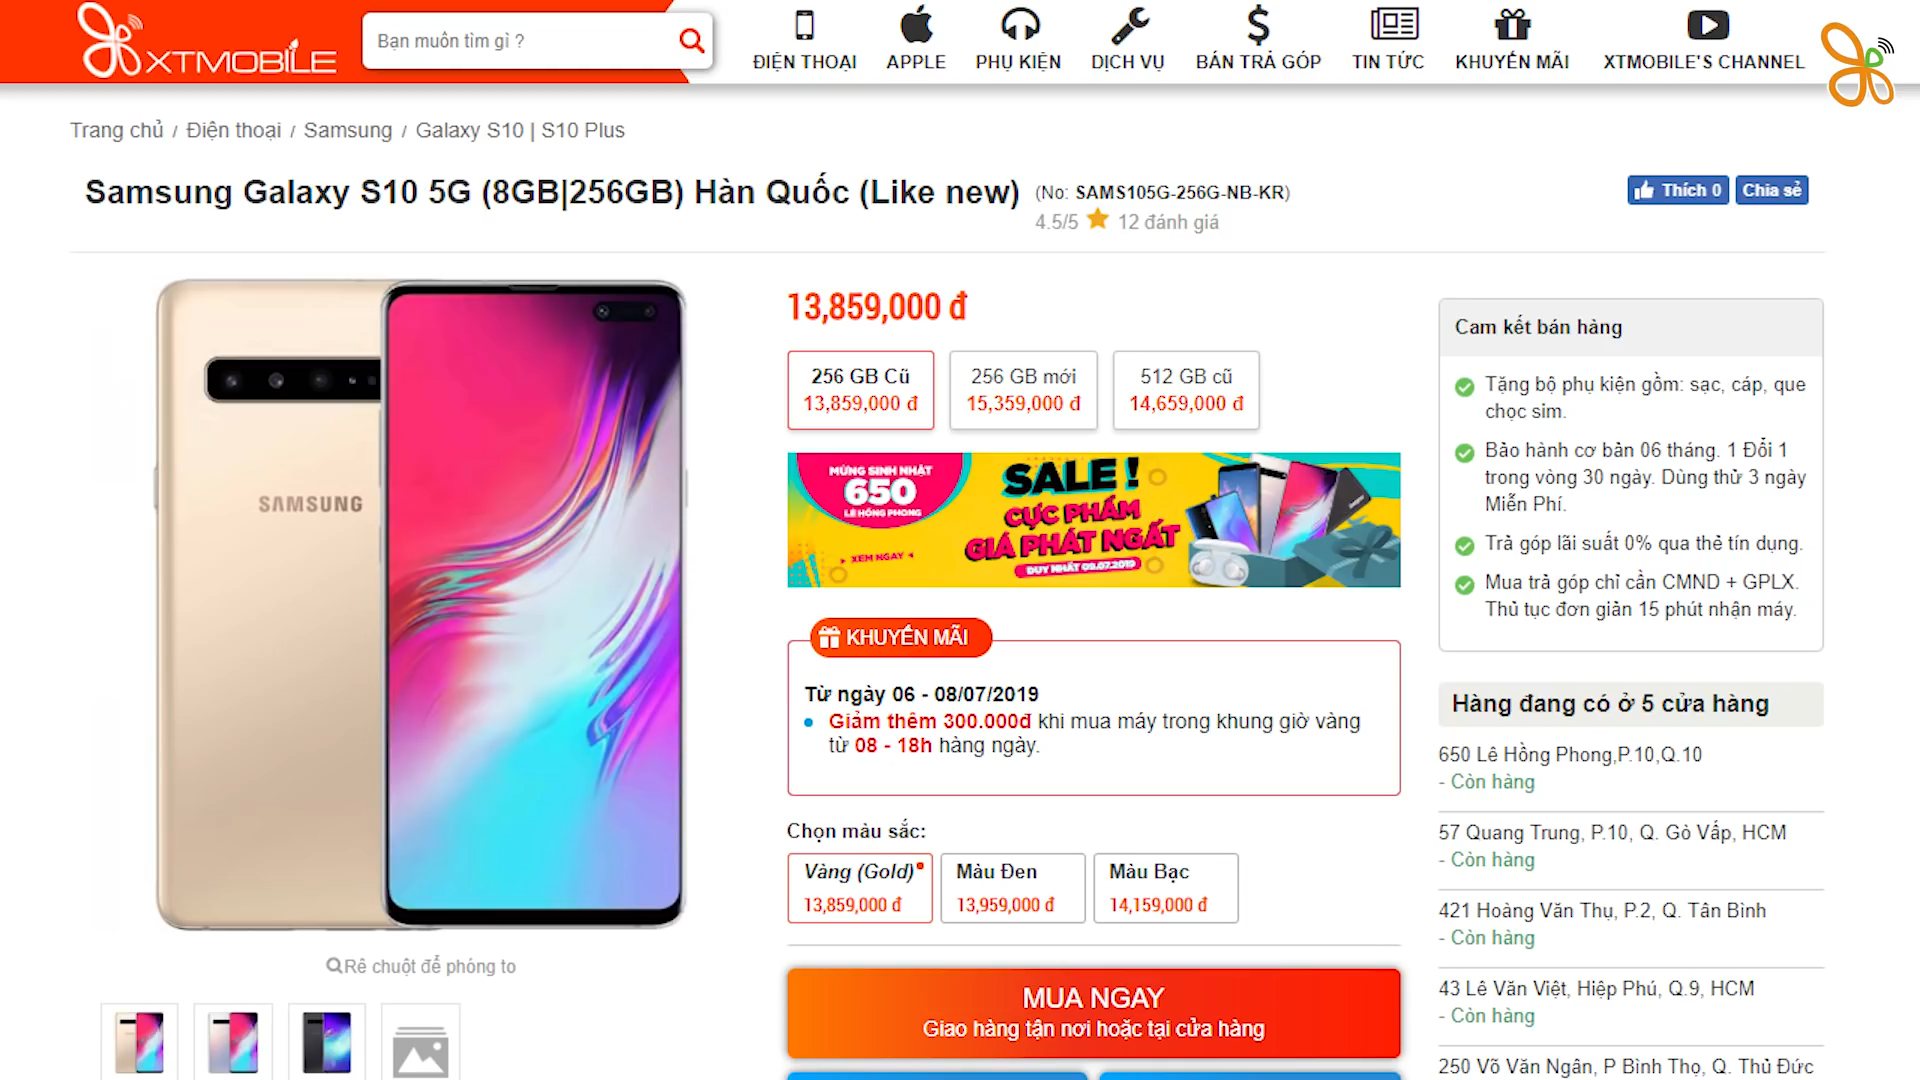 XTMOBILE
Bạn muốn tìm gì ?
ĐIỆN THOẠI
APPLE
PHỤ KIỆN
DỊCH VỤ
BÁN TRẢ GÓP
TIN TỨC
KHUYẾN MÃI
XTMOBILE'S CHANNEL
Trang chủ / Điện thoại / Samsung / Galaxy S10 | S10 Plus
Samsung Galaxy S10 5G (8GB|256GB) Hàn Quốc (Like new) (No: SAMS105G-256G-NB-KR)
4.5/5 12 đánh giá
Thích 0
Chia sẻ
SAMSUNG
Rê chuột để phóng to
13,859,000 đ
256 GB Cũ
13,859,000 đ
256 GB mới
15,359,000 đ
512 GB cũ
14,659,000 đ
MỪNG SINH NHẬT
650
LÊ HỒNG PHONG
XEM NGAY
SALE !
CỰC PHẨM
GIÁ PHÁT NGẤT
DUY NHẤT 09.07.2019
KHUYẾN MÃI
Từ ngày 06 - 08/07/2019
Giảm thêm 300.000đ khi mua máy trong khung giờ vàng
từ 08 - 18h hàng ngày.
Chọn màu sắc:
Vàng (Gold)
13,859,000 đ
Màu Đen
13,959,000 đ
Màu Bạc
14,159,000 đ
MUA NGAY
Giao hàng tận nơi hoặc tại cửa hàng
Cam kết bán hàng
Tặng bộ phụ kiện gồm: sạc, cáp, que
chọc sim.
Bảo hành cơ bản 06 tháng. 1 Đổi 1
trong vòng 30 ngày. Dùng thử 3 ngày
Miễn Phí.
Trả góp lãi suất 0% qua thẻ tín dụng.
Mua trả góp chỉ cần CMND + GPLX.
Thủ tục đơn giản 15 phút nhận máy.
Hàng đang có ở 5 cửa hàng
650 Lê Hồng Phong,P.10,Q.10
- Còn hàng
57 Quang Trung, P.10, Q. Gò Vấp, HCM
- Còn hàng
421 Hoàng Văn Thụ, P.2, Q. Tân Bình
- Còn hàng
43 Lê Văn Việt, Hiệp Phú, Q.9, HCM
- Còn hàng
250 Võ Văn Ngân, P Bình Thọ, Q. Thủ Đức